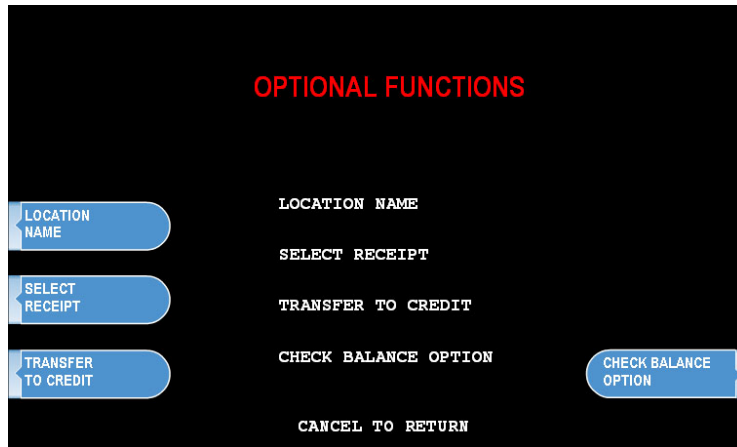 OPTIONAL FUNCTIONS
LOCATION NAME
LOCATION
NAME
SELECT RECEIPT
SELECT
RECEIPT
TRANSFER TO CREDIT
CHECK BALANCE OPTION
TRANSFER
TO CREDIT
CHECK BALANCE
OPTION
CANCEL TO RETURN